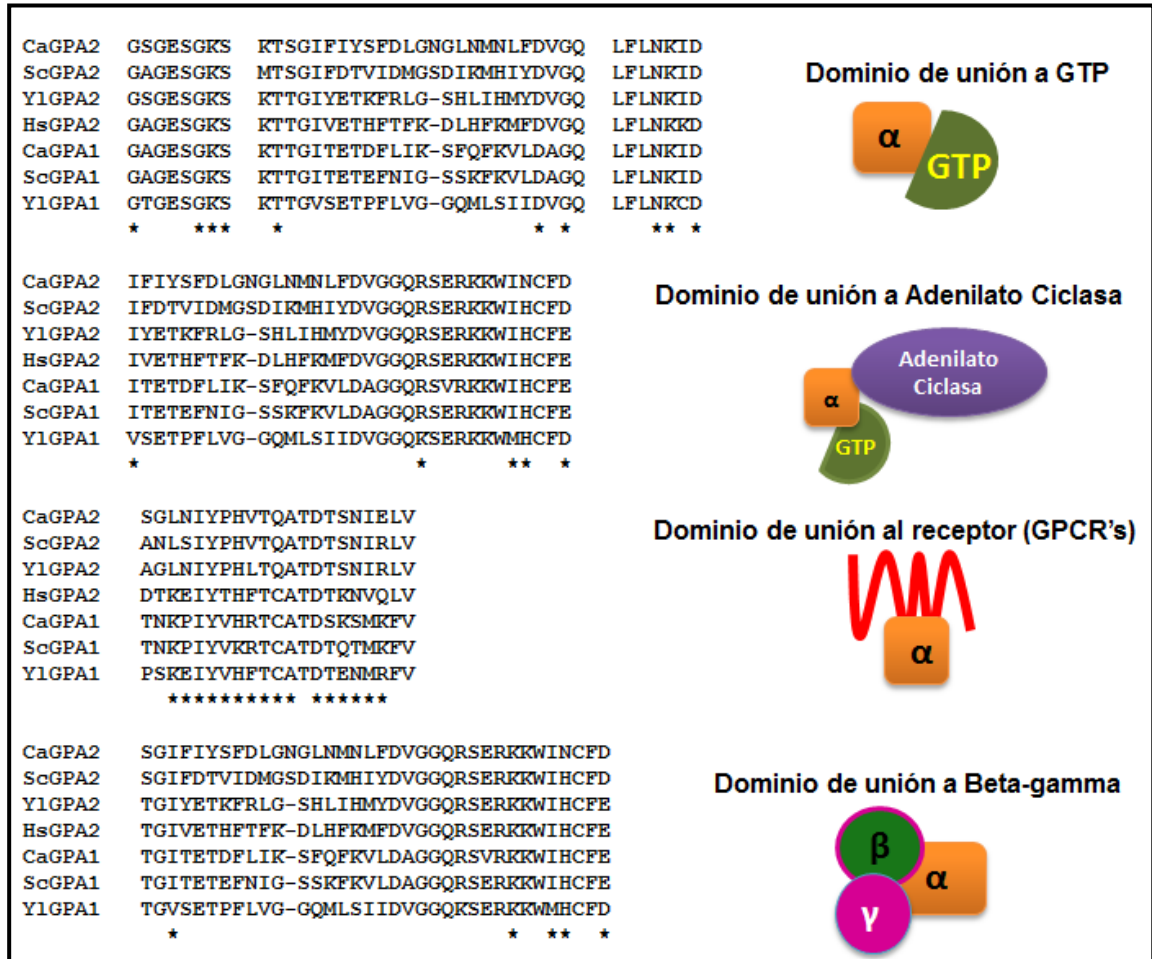 CaGPA2 GSGESGKS KTSGIFIYSFDLGNGLNMNLFDVGQ LFLNKID
ScGPA2 GAGESGKS MTSGIFDTVIDMGSDIKMHIYDVGQ LFLNKID
YlGPA2 GSGESGKS KTTGIYETKFRLG-SHLIHMYDVGQ LFLNKID
HsGPA2 GAGESGKS KTTGIVETHFTFK-DLHFKMFDVGQ LFLNKKD
CaGPA1 GAGESGKS KTTGITETDFLIK-SFQFKVLDAGQ LFLNKID
ScGPA1 GAGESGKS KTTGITETEFNIG-SSKFKVLDAGQ LFLNKID
YlGPA1 GTGESGKS KTTGVSETPFLVG-GQMLSIIDVGQ LFLNKCD
* *** * * * ** *
Dominio de unión a GTP
α
GTP
CaGPA2 IFIYSFDLGNGLNMNLFDVGGQRSERKKWINCFD
ScGPA2 IFDTVIDMGSDIKMHIYDVGGQRSERKKWIHCFD
YlGPA2 IYETKFRLG-SHLIHMYDVGGQRSERKKWIHCFE
HsGPA2 IVETHFTFK-DLHFKMFDVGGQRSERKKWIHCFE
CaGPA1 ITETDFLIK-SFQFKVLDAGGQRSVRKKWIHCFE
ScGPA1 ITETEFNIG-SSKFKVLDAGGQRSERKKWIHCFE
YlGPA1 VSETPFLVG-GQMLSIIDVGGQKSERKKWMHCFD
* * ** *
Dominio de unión a Adenilato Ciclasa
Adenilato
Ciclasa
α
GTP
CaGPA2 SGLNIYPHVTQATDTSNIELV
ScGPA2 ANLSIYPHVTQATDTSNIRLV
YlGPA2 AGLNIYPHLTQATDTSNIRLV
HsGPA2 DTKEIYTHFTCATDTKNVQLV
CaGPA1 TNKPIYVHRTCATDSKSMKFV
ScGPA1 TNKPIYVKRTCATDTQTMKFV
YlGPA1 PSKEIYVHFTCATDTENMRFV
********* ******
Dominio de unión al receptor (GPCR's)
α
CaGPA2 SGIFIYSFDLGNGLNMNLFDVGGQRSERKKWINCFD
ScGPA2 SGIFDTVIDMGSDIKMHIYDVGGQRSERKKWIHCFD
YlGPA2 TGIYETKFRLG-SHLIHMYDVGGQRSERKKWIHCFE
HsGPA2 TGIVETHFTFK-DLHFKMFDVGGQRSERKKWIHCFE
CaGPA1 TGITETDFLIK-SFQFKVLDAGGQRSVRKKWIHCFE
ScGPA1 TGITETEFNIG-SSKFKVLDAGGQRSERKKWIHCFE
YlGPA1 TGVSETPFLVG-GQMLSIIDVGGQKSERKKWMHCFD
* * ** *
Dominio de unión a Beta-gamma
β
α
γ